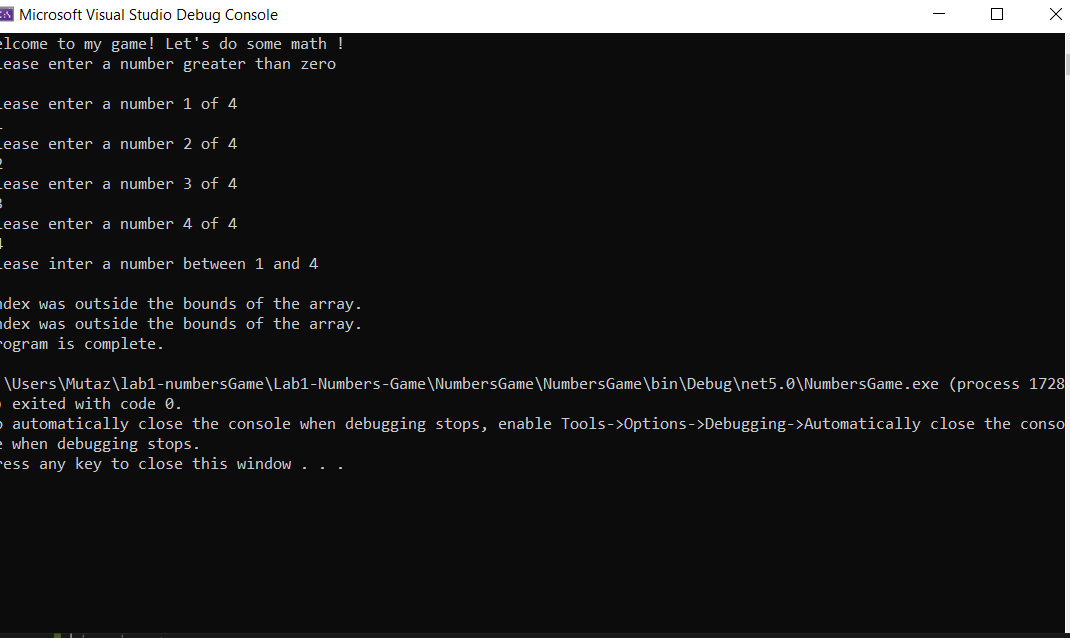 Microsoft Visual Studio Debug Console
elcome to my game! Let's do some math !
ease enter a number greater than zero
ease enter a number 1 of 4
ease enter a number 2 of 4
2
ease enter a number 3 of 4
3
ease enter a number 4 of 4
4
ease inter a number between 1 and 4
ndex was outside the bounds of the array.
ndex was outside the bounds of the array.
rogram is complete.
:\Users\Mutaz\lab1-numbersGame\Lab1-Numbers-Game\NumbersGame\NumbersGame\bin\Debug\net5.0\NumbersGame.exe (process 1728
) exited with code 0.
o automatically close the console when debugging stops, enable Tools->Options->Debugging->Automatically close the conso
e when debugging stops.
ress any key to close this window . . .